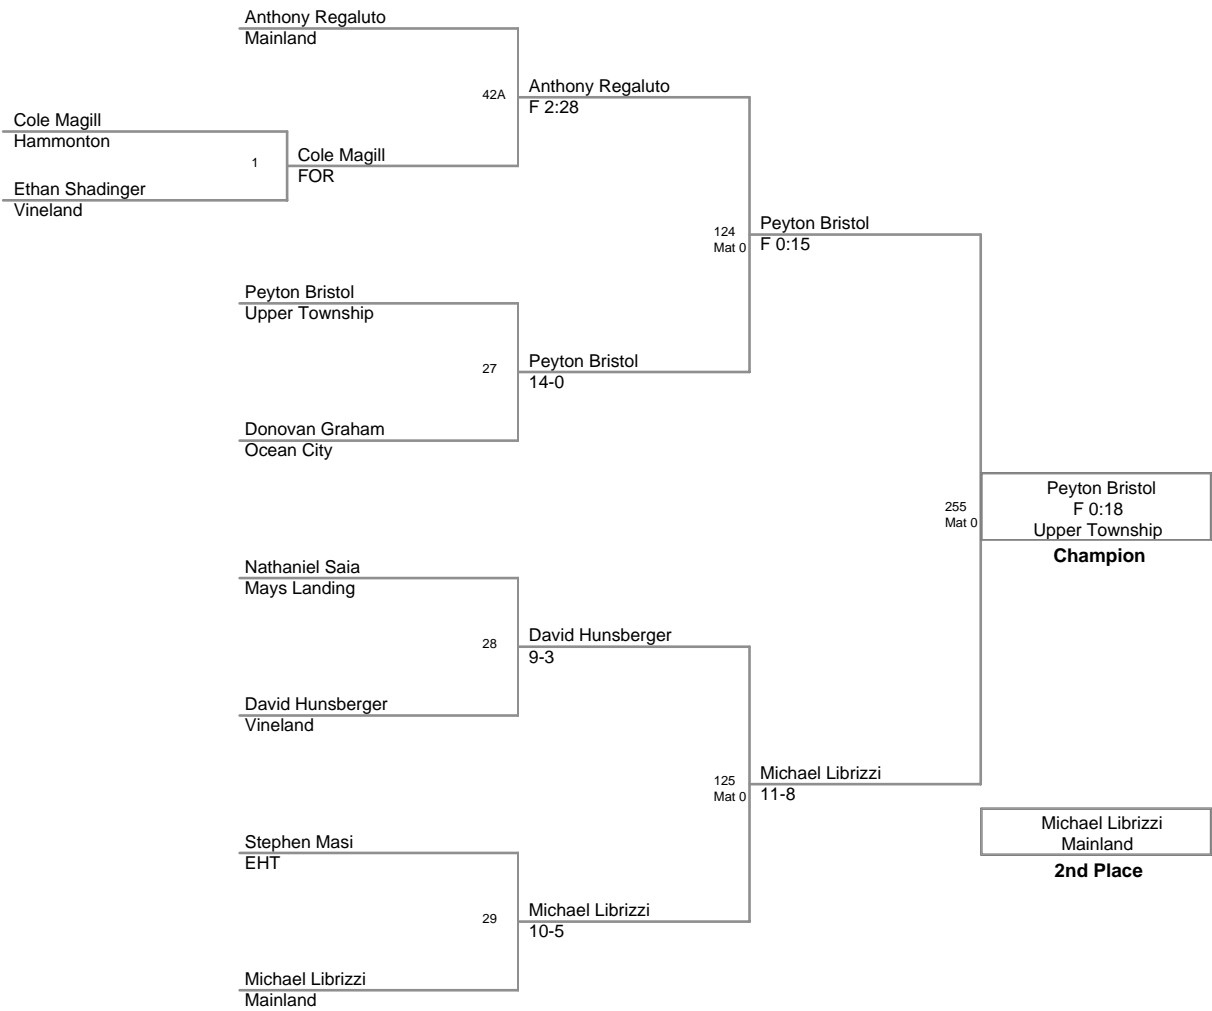 Anthony Regaluto
Mainland
42A
Anthony Regaluto
F 2:28
Cole Magill
Hammonton
1
Cole Magill
FOR
Ethan Shadinger
Vineland
124
Mat 0
Peyton Bristol
F 0:15
Peyton Bristol
Upper Township
27
Peyton Bristol
14-0
Donovan Graham
Ocean City
255
Mat 0
Peyton Bristol
F 0:18
Upper Township
Champion
Nathaniel Saia
Mays Landing
28
David Hunsberger
9-3
David Hunsberger
Vineland
125
Mat 0
Michael Librizzi
11-8
Michael Librizzi
Mainland
2nd Place
Stephen Masi
EHT
29
Michael Librizzi
10-5
Michael Librizzi
Mainland